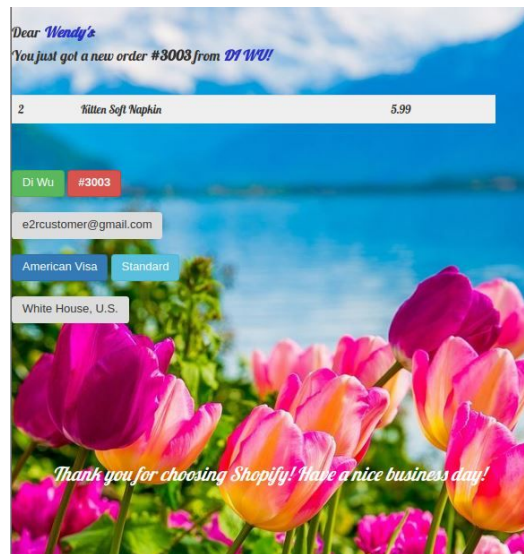 Dear Wendy's:
You just got a new order #3003 from DI WU!
2 Kitten Soft Napkin 5.99
Di Wu #3003
e2rcustomer@gmail.com
American Visa Standard
White House, U.S.
Thank you for choosing Shopify! Have a nice business day!